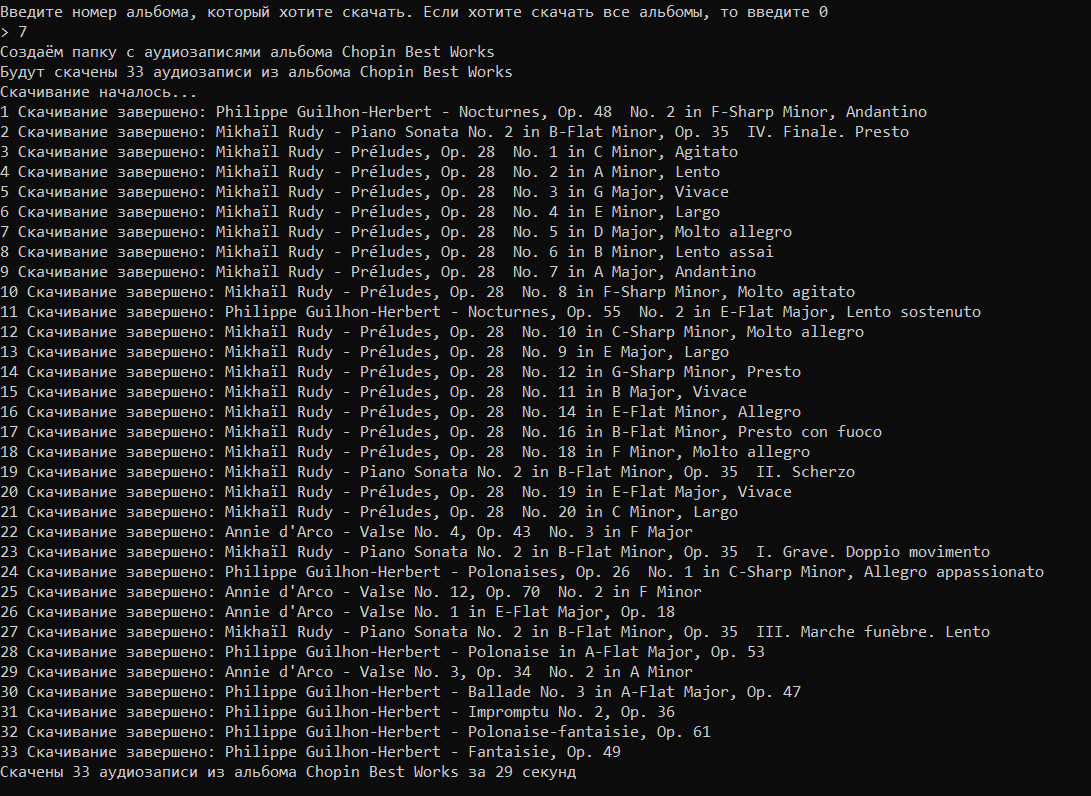 Введите номер альбома, который хотите скачать. Если хотите скачать все альбомы, то введите 0
> 7
Создаём папку с аудиозаписями альбома Chopin Best Works
Будут скачены 33 аудиозаписи из альбома Chopin Best Works
Скачивание началось...
1 Скачивание завершено: Philippe Guilhon-Herbert - Nocturnes, Op. 48  No. 2 in F-Sharp Minor, Andantino
2 Скачивание завершено: Mikhaïl Rudy - Piano Sonata No. 2 in B-Flat Minor, Op. 35  IV. Finale. Presto
3 Скачивание завершено: Mikhaïl Rudy - Préludes, Op. 28  No. 1 in C Minor, Agitato
4 Скачивание завершено: Mikhaïl Rudy - Préludes, Op. 28  No. 2 in A Minor, Lento
5 Скачивание завершено: Mikhaïl Rudy - Préludes, Op. 28  No. 3 in G Major, Vivace
6 Скачивание завершено: Mikhaïl Rudy - Préludes, Op. 28  No. 4 in E Minor, Largo
7 Скачивание завершено: Mikhaïl Rudy - Préludes, Op. 28  No. 5 in D Major, Molto allegro
8 Скачивание завершено: Mikhaïl Rudy - Préludes, Op. 28  No. 6 in B Minor, Lento assai
9 Скачивание завершено: Mikhaïl Rudy - Préludes, Op. 28  No. 7 in A Major, Andantino
10 Скачивание завершено: Mikhaïl Rudy - Préludes, Op. 28  No. 8 in F-Sharp Minor, Molto agitato
11 Скачивание завершено: Philippe Guilhon-Herbert - Nocturnes, Op. 55  No. 2 in E-Flat Major, Lento sostenuto
12 Скачивание завершено: Mikhaïl Rudy - Préludes, Op. 28  No. 10 in C-Sharp Minor, Molto allegro
13 Скачивание завершено: Mikhaïl Rudy - Préludes, Op. 28  No. 9 in E Major, Largo
14 Скачивание завершено: Mikhaïl Rudy - Préludes, Op. 28  No. 12 in G-Sharp Minor, Presto
15 Скачивание завершено: Mikhaïl Rudy - Préludes, Op. 28  No. 11 in B Major, Vivace
16 Скачивание завершено: Mikhaïl Rudy - Préludes, Op. 28  No. 14 in E-Flat Minor, Allegro
17 Скачивание завершено: Mikhaïl Rudy - Préludes, Op. 28  No. 16 in B-Flat Minor, Presto con fuoco
18 Скачивание завершено: Mikhaïl Rudy - Préludes, Op. 28  No. 18 in F Minor, Molto allegro
19 Скачивание завершено: Mikhaïl Rudy - Piano Sonata No. 2 in B-Flat Minor, Op. 35  II. Scherzo
20 Скачивание завершено: Mikhaïl Rudy - Préludes, Op. 28  No. 19 in E-Flat Major, Vivace
21 Скачивание завершено: Mikhaïl Rudy - Préludes, Op. 28  No. 20 in C Minor, Largo
22 Скачивание завершено: Annie d'Arco - Valse No. 4, Op. 43  No. 3 in F Major
23 Скачивание завершено: Mikhaïl Rudy - Piano Sonata No. 2 in B-Flat Minor, Op. 35  I. Grave. Doppio movimento
24 Скачивание завершено: Philippe Guilhon-Herbert - Polonaises, Op. 26  No. 1 in C-Sharp Minor, Allegro appassionato
25 Скачивание завершено: Annie d'Arco - Valse No. 12, Op. 70  No. 2 in F Minor
26 Скачивание завершено: Annie d'Arco - Valse No. 1 in E-Flat Major, Op. 18
27 Скачивание завершено: Mikhaïl Rudy - Piano Sonata No. 2 in B-Flat Minor, Op. 35  III. Marche funèbre. Lento
28 Скачивание завершено: Philippe Guilhon-Herbert - Polonaise in A-Flat Major, Op. 53
29 Скачивание завершено: Annie d'Arco - Valse No. 3, Op. 34  No. 2 in A Minor
30 Скачивание завершено: Philippe Guilhon-Herbert - Ballade No. 3 in A-Flat Major, Op. 47
31 Скачивание завершено: Philippe Guilhon-Herbert - Impromptu No. 2, Op. 36
32 Скачивание завершено: Philippe Guilhon-Herbert - Polonaise-fantaisie, Op. 61
33 Скачивание завершено: Philippe Guilhon-Herbert - Fantaisie, Op. 49
Скачены 33 аудиозаписи из альбома Chopin Best Works за 29 секунд